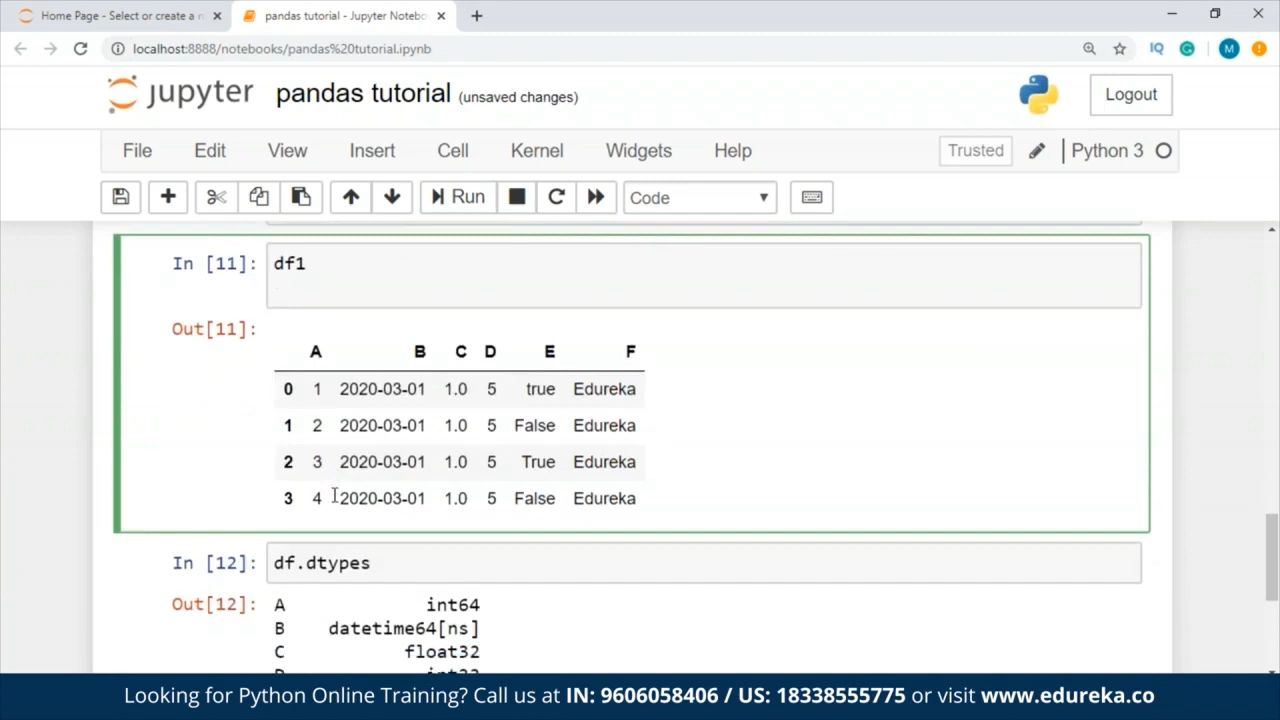 Home Page - Select or create a n
pandas tutorial - Jupyter Notebo
localhost:8888/notebooks/pandas%20tutorial.ipynb
IQ
G
M
jupyter pandas tutorial (unsaved changes)
Logout
File Edit View Insert Cell Kernel Widgets Help
Trusted
Python 3
Run
Code
In [11]: df1
Out[11]:
A B C D E F
0 1 2020-03-01 1.0 5 true Edureka
1 2 2020-03-01 1.0 5 False Edureka
2 3 2020-03-01 1.0 5 True Edureka
3 4 2020-03-01 1.0 5 False Edureka
In [12]: df.dtypes
Out[12]: A int64
B datetime64[ns]
C float32
Looking for Python Online Training? Call us at IN: 9606058406 / US: 18338555775 or visit www.edureka.co